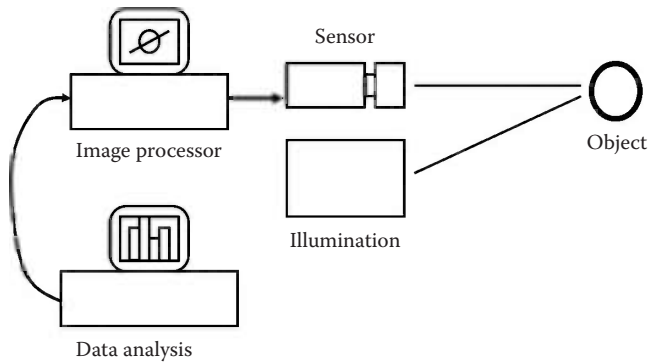 Sensor
Image processor
Object
Illumination
Data analysis